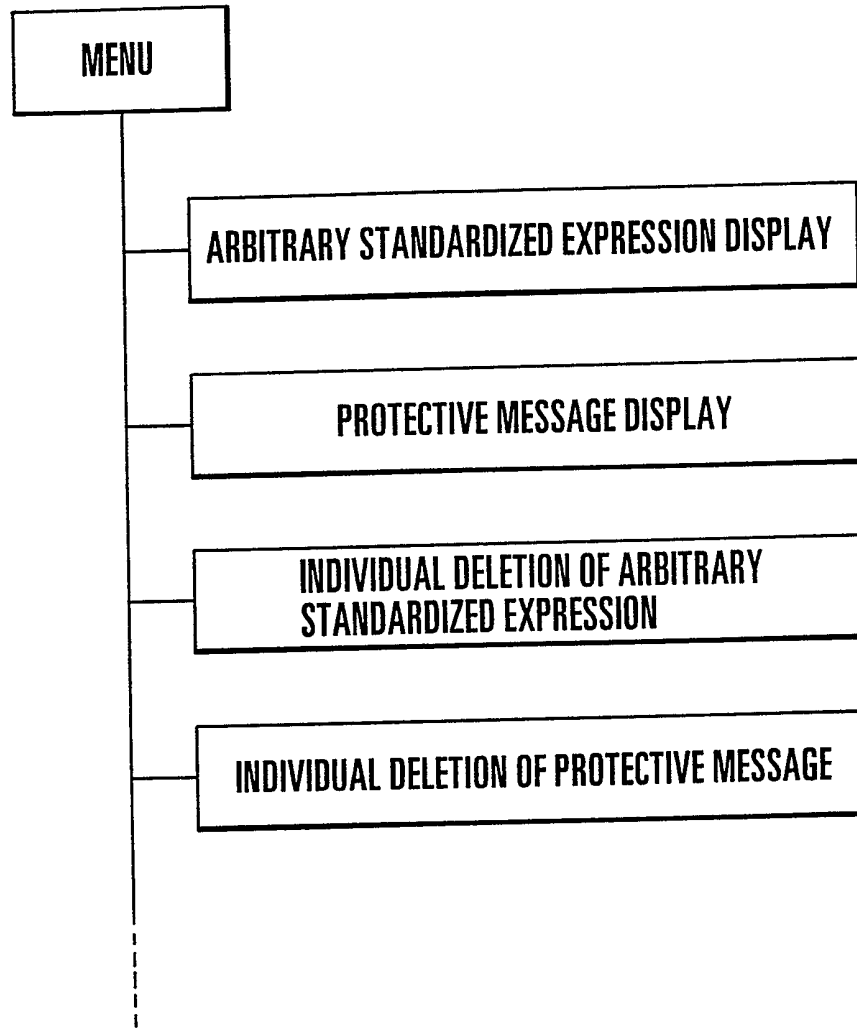 MENU
ARBITRARY STANDARDIZED EXPRESSION DISPLAY
PROTECTIVE MESSAGE DISPLAY
INDIVIDUAL DELETION OF ARBITRARY
STANDARDIZED EXPRESSION
INDIVIDUAL DELETION OF PROTECTIVE MESSAGE